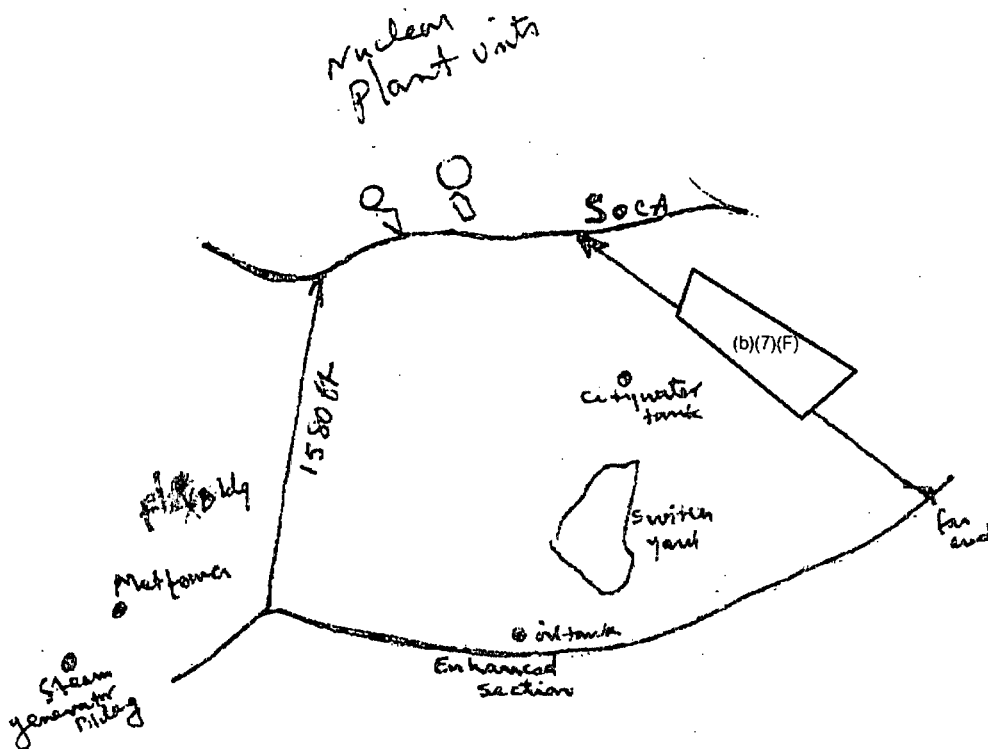 Nuclear
Plant units
SOCA
(b)(7)(F)
1580 ft
City water
tank
Bldg
Switch
yard
far
end
Met tower
oil tank
Enhanced
section
Steam
generator
Bldg